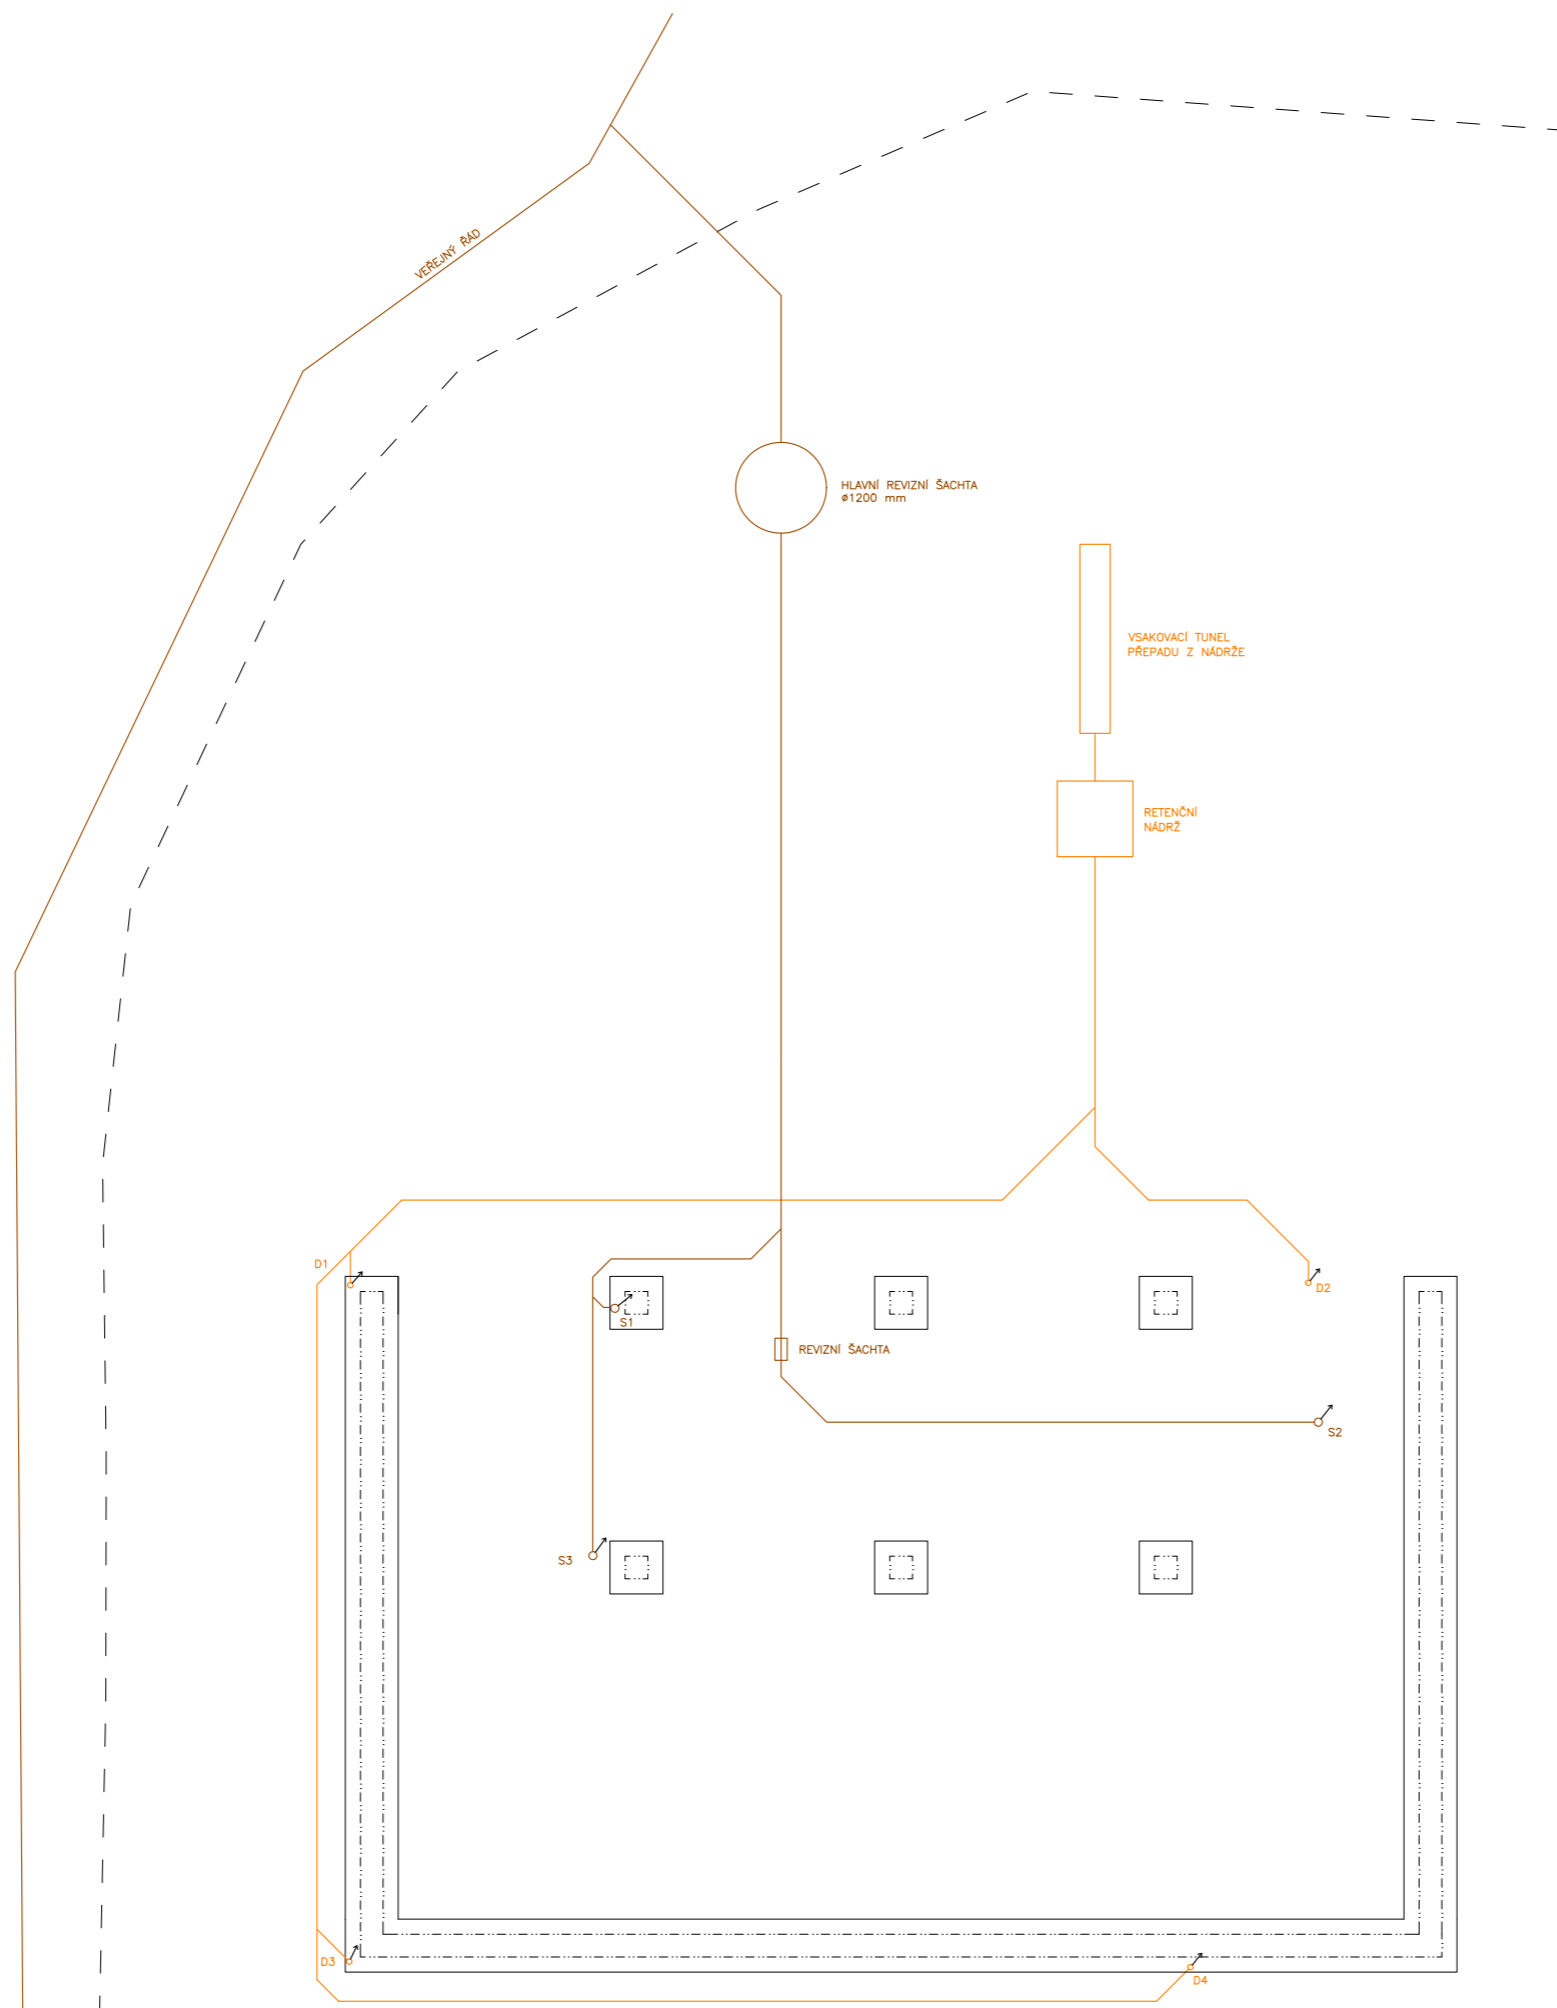 VEŘEJNÝ ŘÁD
HLAVNÍ REVIZNÍ ŠACHTA
ø1200 mm
VSAKOVACÍ TUNEL
PŘEPADU Z NÁDRŽE
RETENČNÍ
NÁDRŽ
D1
D2
S1
REVIZNÍ ŠACHTA
S2
S3
D3
D4